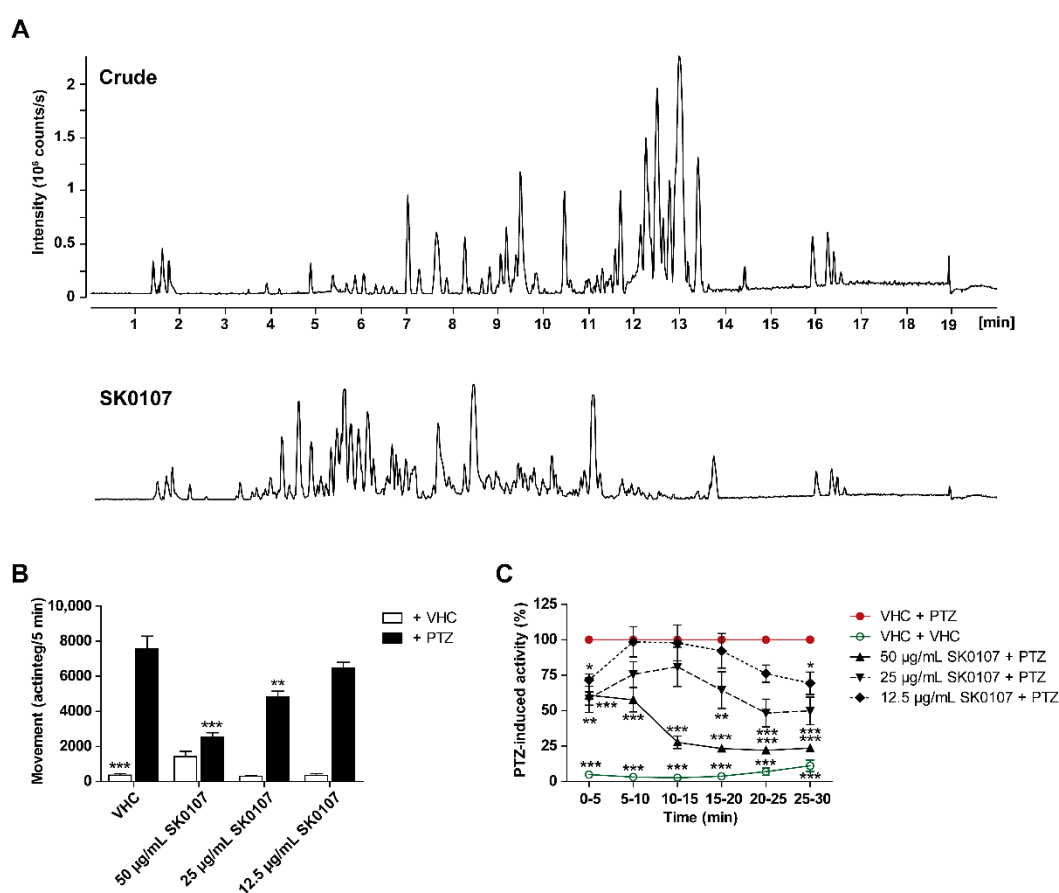 A
Crude
Intensity (10⁶ counts/s)
2
1.5
1
0.5
0
1 2 3 4 5 6 7 8 9 10 11 12 13 14 15 16 17 18 19 [min]
SK0107
B
Movement (actinteg/5 min)
10,000
8000
6000
4000
2000
0
+ VHC
+ PTZ
***
***
**
VHC
50 µg/mL SK0107
25 µg/mL SK0107
12.5 µg/mL SK0107
C
PTZ-induced activity (%)
125
100
75
50
25
0
* *
*** ** *** ** *** ***
*** *** *** ***
*** *** *** *** *** ***
0-5 5-10 10-15 15-20 20-25 25-30
Time (min)
VHC + PTZ
VHC + VHC
50 µg/mL SK0107 + PTZ
25 µg/mL SK0107 + PTZ
12.5 µg/mL SK0107 + PTZ